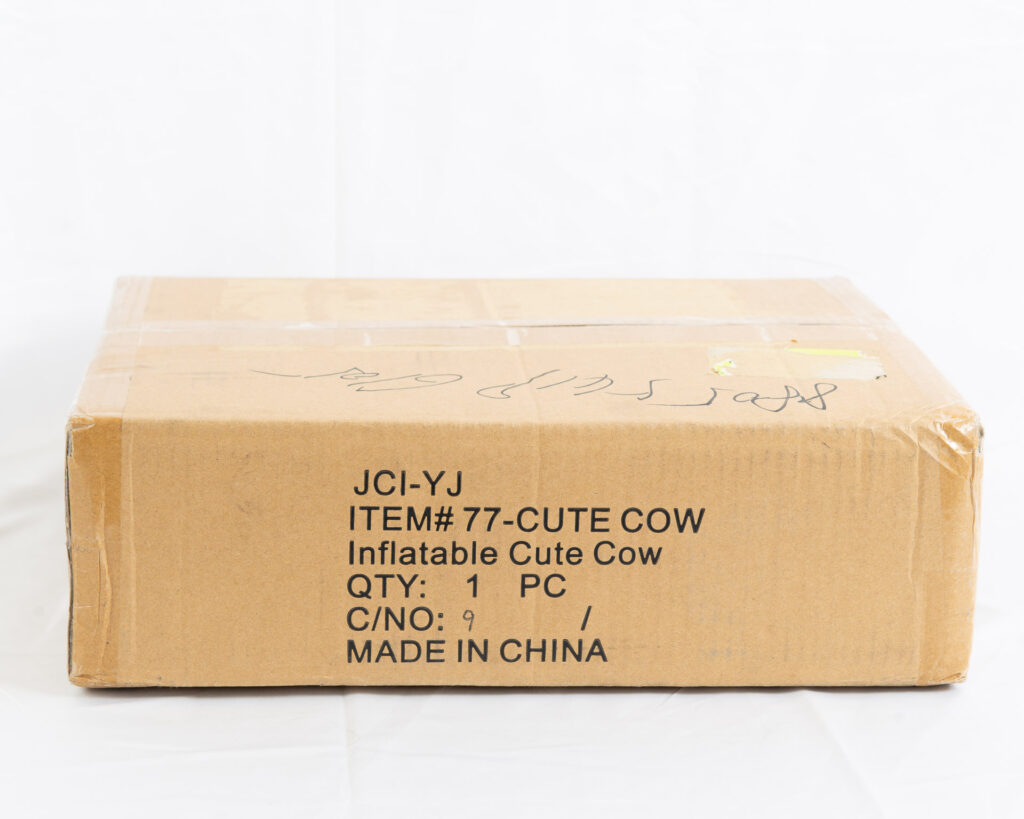 JCI-YJ
ITEM# 77-CUTE COW
Inflatable Cute Cow
QTY: 1 PC
C/NO: 9 /
MADE IN CHINA